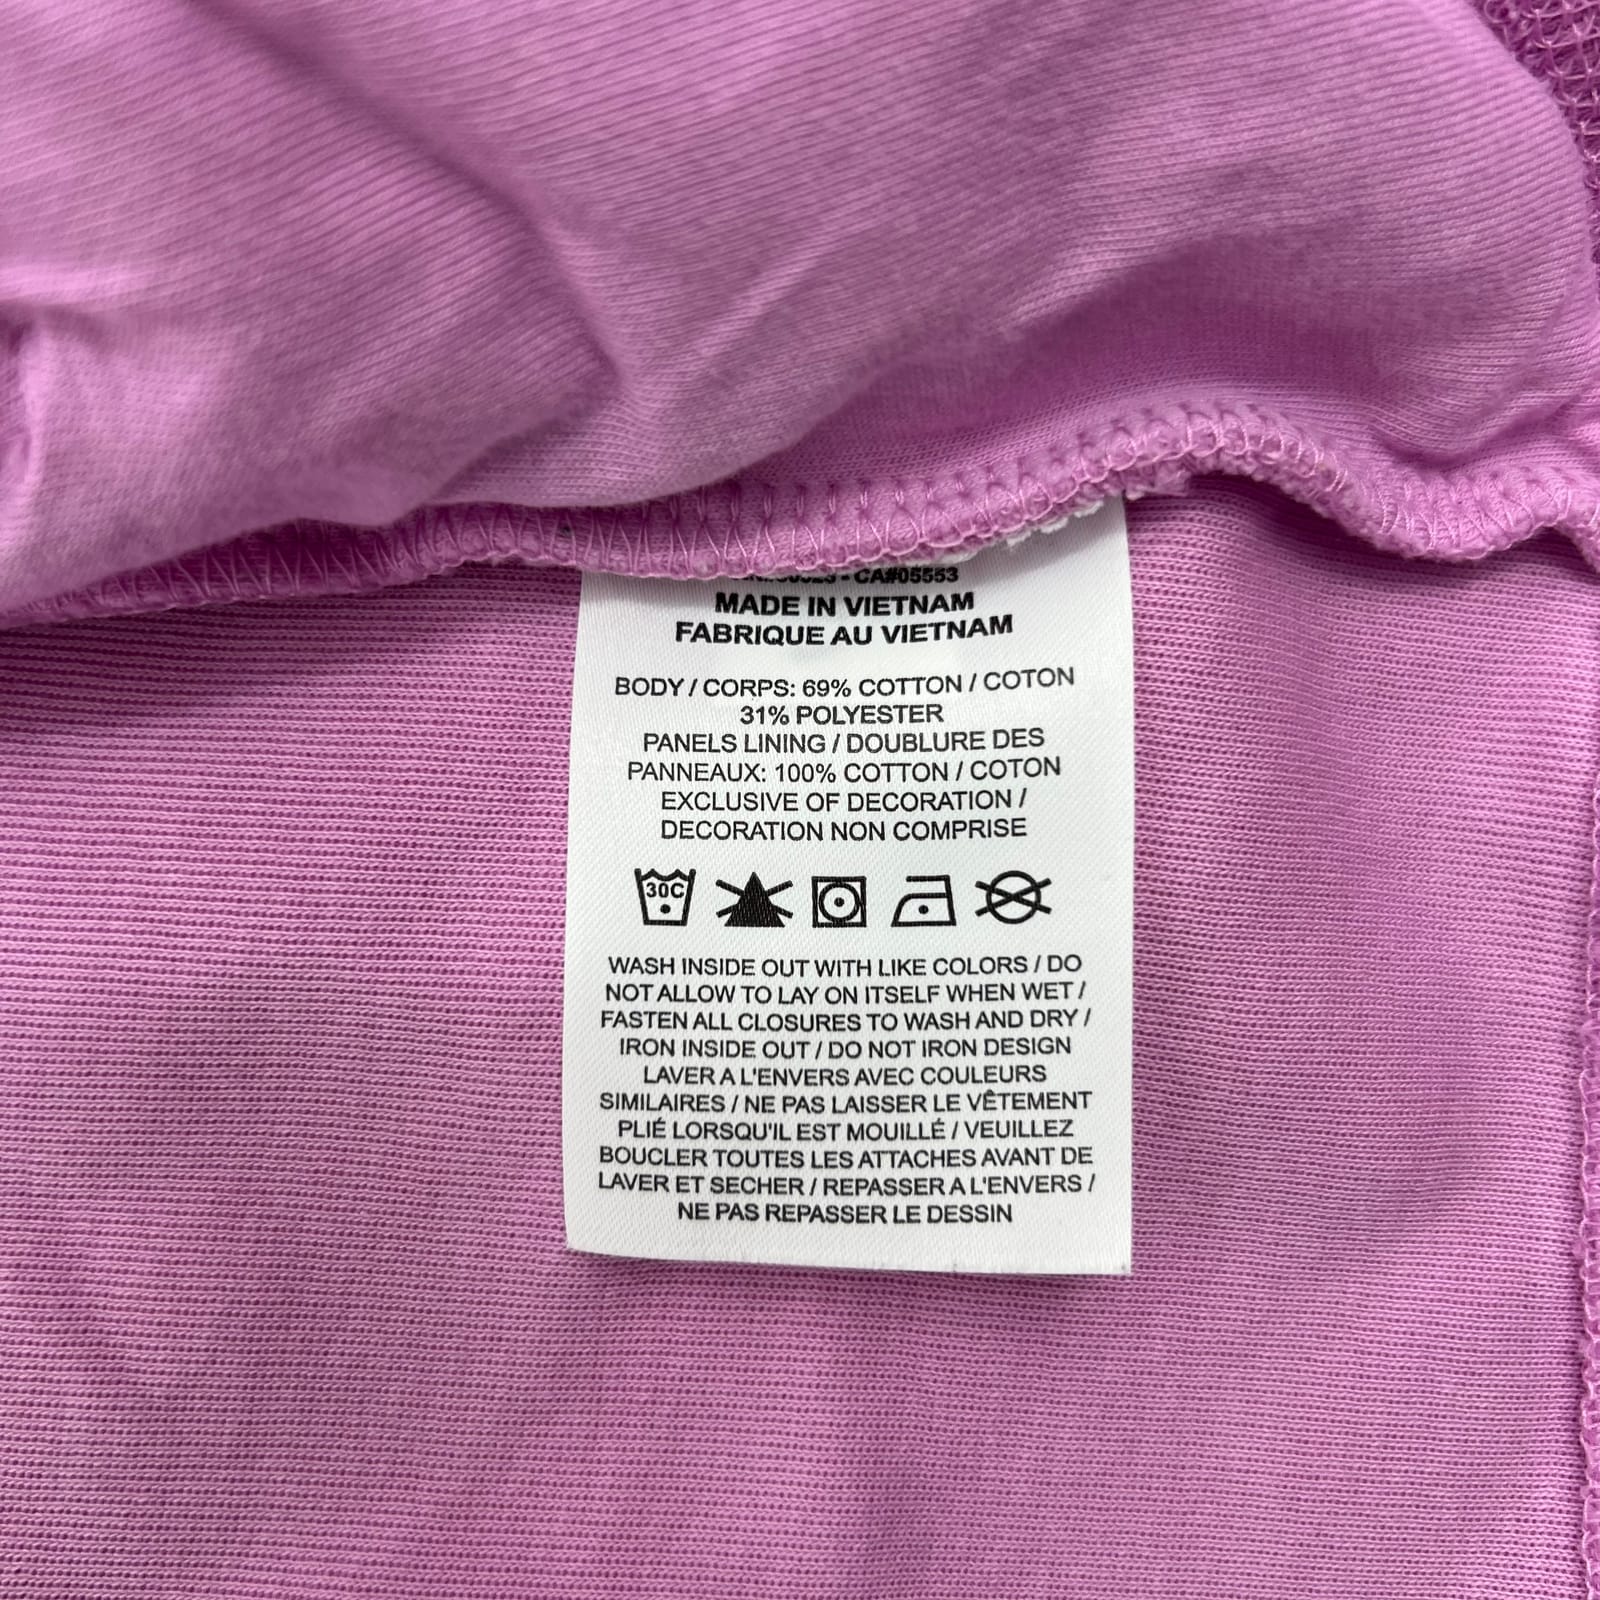 - CA#05553
MADE IN VIETNAM
FABRIQUE AU VIETNAM
BODY / CORPS: 69% COTTON / COTON
31% POLYESTER
PANELS LINING / DOUBLURE DES
PANNEAUX: 100% COTTON / COTON
EXCLUSIVE OF DECORATION /
DECORATION NON COMPRISE
30C
WASH INSIDE OUT WITH LIKE COLORS / DO
NOT ALLOW TO LAY ON ITSELF WHEN WET /
FASTEN ALL CLOSURES TO WASH AND DRY /
IRON INSIDE OUT / DO NOT IRON DESIGN
LAVER A L'ENVERS AVEC COULEURS
SIMILAIRES / NE PAS LAISSER LE VÊTEMENT
PLIÉ LORSQU'IL EST MOUILLÉ / VEUILLEZ
BOUCLER TOUTES LES ATTACHES AVANT DE
LAVER ET SECHER / REPASSER A L'ENVERS /
NE PAS REPASSER LE DESSIN